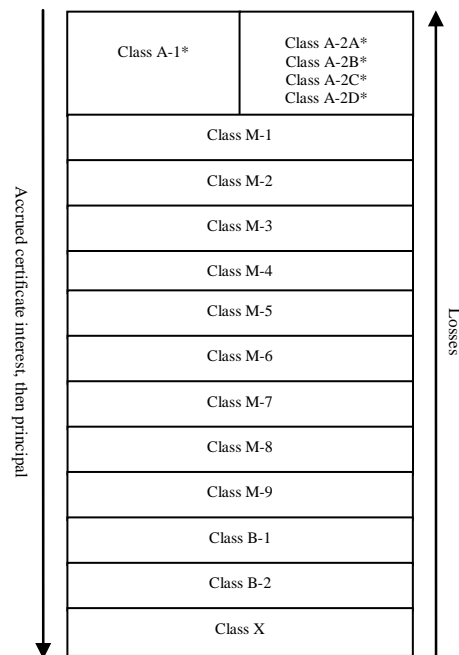 Class A-1*
Class A-2A*
Class A-2B*
Class A-2C*
Class A-2D*
Class M-1
Class M-2
Class M-3
Class M-4
Class M-5
Class M-6
Class M-7
Class M-8
Class M-9
Class B-1
Class B-2
Class X
Accrued certificate interest, then principal
Losses